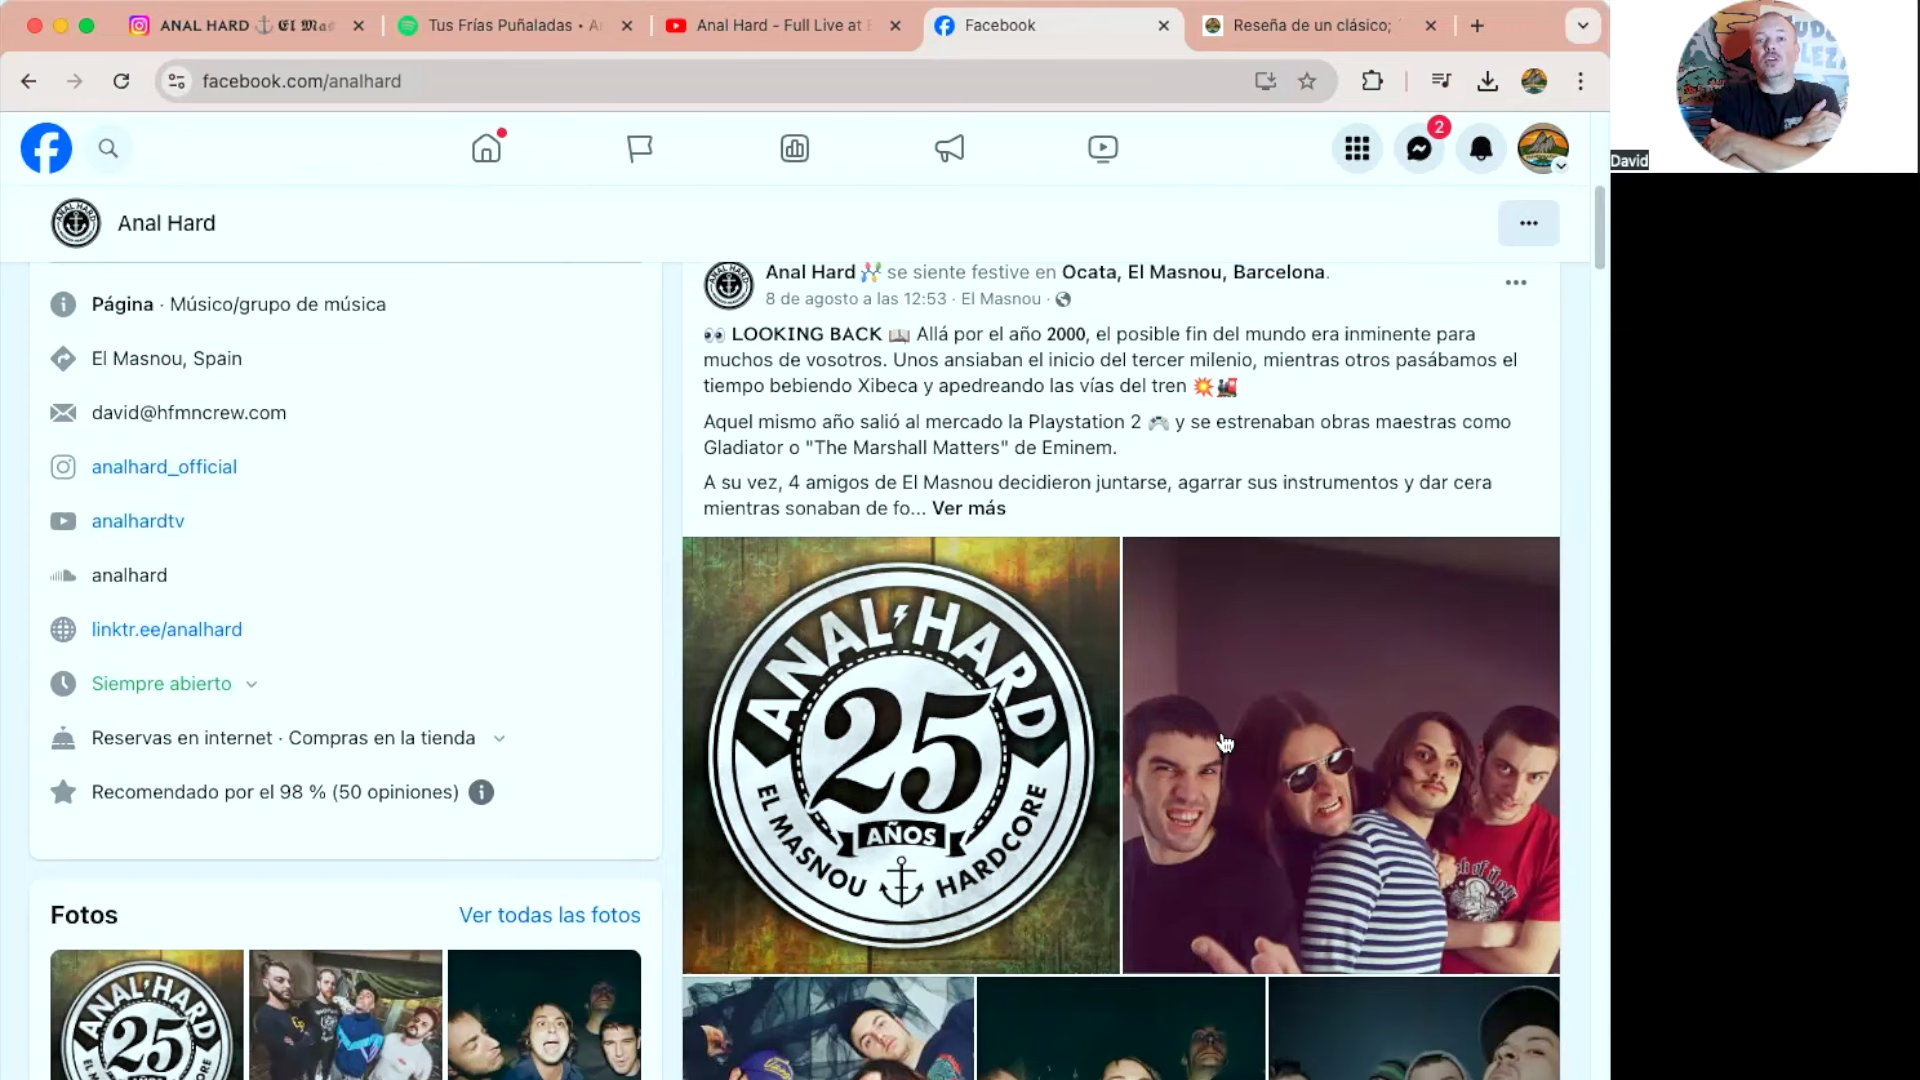 ANAL HARD ⚓ 𝕰𝖑 𝕸𝖆𝖘
Tus Frías Puñaladas • A
Anal Hard - Full Live at
Facebook
Reseña de un clásico;
facebook.com/analhard
2
David
Anal Hard
Página · Músico/grupo de música
El Masnou, Spain
david@hfmncrew.com
analhard_official
analhardtv
analhard
linktr.ee/analhard
Siempre abierto
Reservas en internet · Compras en la tienda
Recomendado por el 98 % (50 opiniones)
Fotos
Ver todas las fotos
ANAL HARD
25
EL MASNOU
Anal Hard se siente festive en Ocata, El Masnou, Barcelona.
8 de agosto a las 12:53 · El Masnou ·
👀 LOOKING BACK 📖 Allá por el año 2000, el posible fin del mundo era inminente para
muchos de vosotros. Unos ansiaban el inicio del tercer milenio, mientras otros pasábamos el
tiempo bebiendo Xibeca y apedreando las vías del tren 💥🚂
Aquel mismo año salió al mercado la Playstation 2 🎮 y se estrenaban obras maestras como
Gladiator o "The Marshall Matters" de Eminem.
A su vez, 4 amigos de El Masnou decidieron juntarse, agarrar sus instrumentos y dar cera
mientras sonaban de fo... Ver más
ANAL HARD
25
AÑOS
EL MASNOU HARDCORE